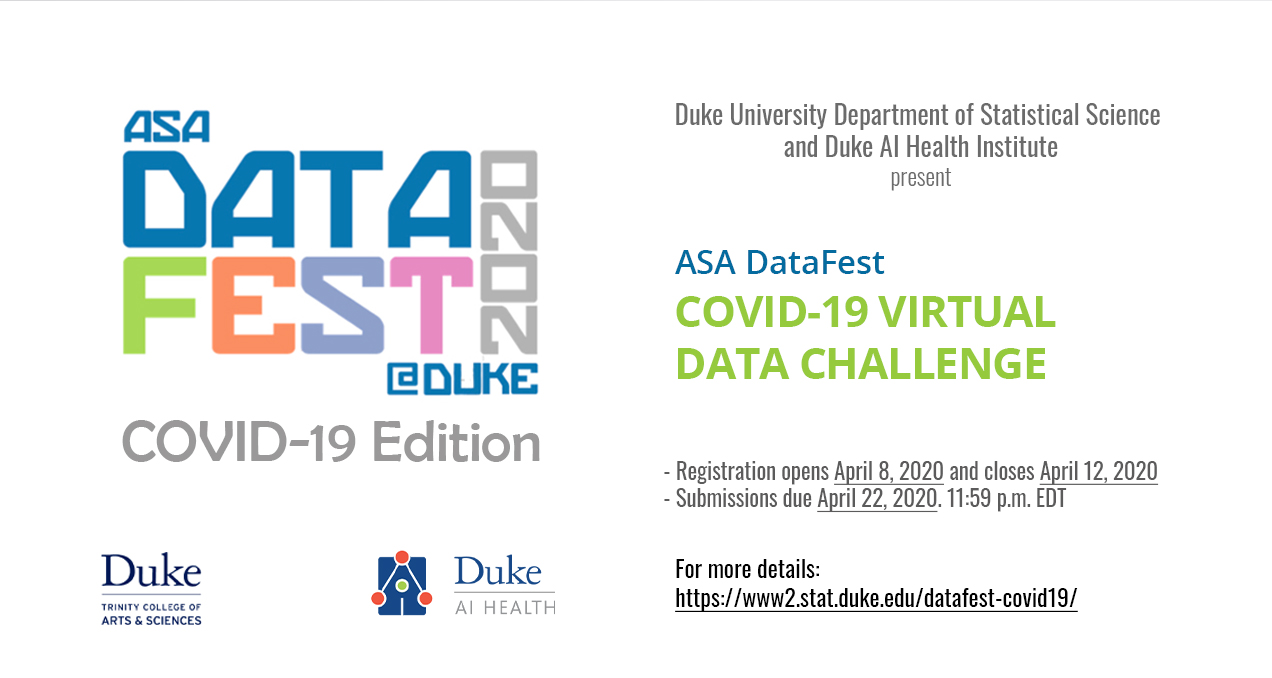 ASA
DATA
FEST
2020
@DUKE
COVID-19 Edition
Duke
TRINITY COLLEGE OF
ARTS & SCIENCES
Duke
AI HEALTH
Duke University Department of Statistical Science
and Duke AI Health Institute
present
ASA DataFest
COVID-19 VIRTUAL
DATA CHALLENGE
- Registration opens April 8, 2020 and closes April 12, 2020
- Submissions due April 22, 2020. 11:59 p.m. EDT
For more details:
https://www2.stat.duke.edu/datafest-covid19/